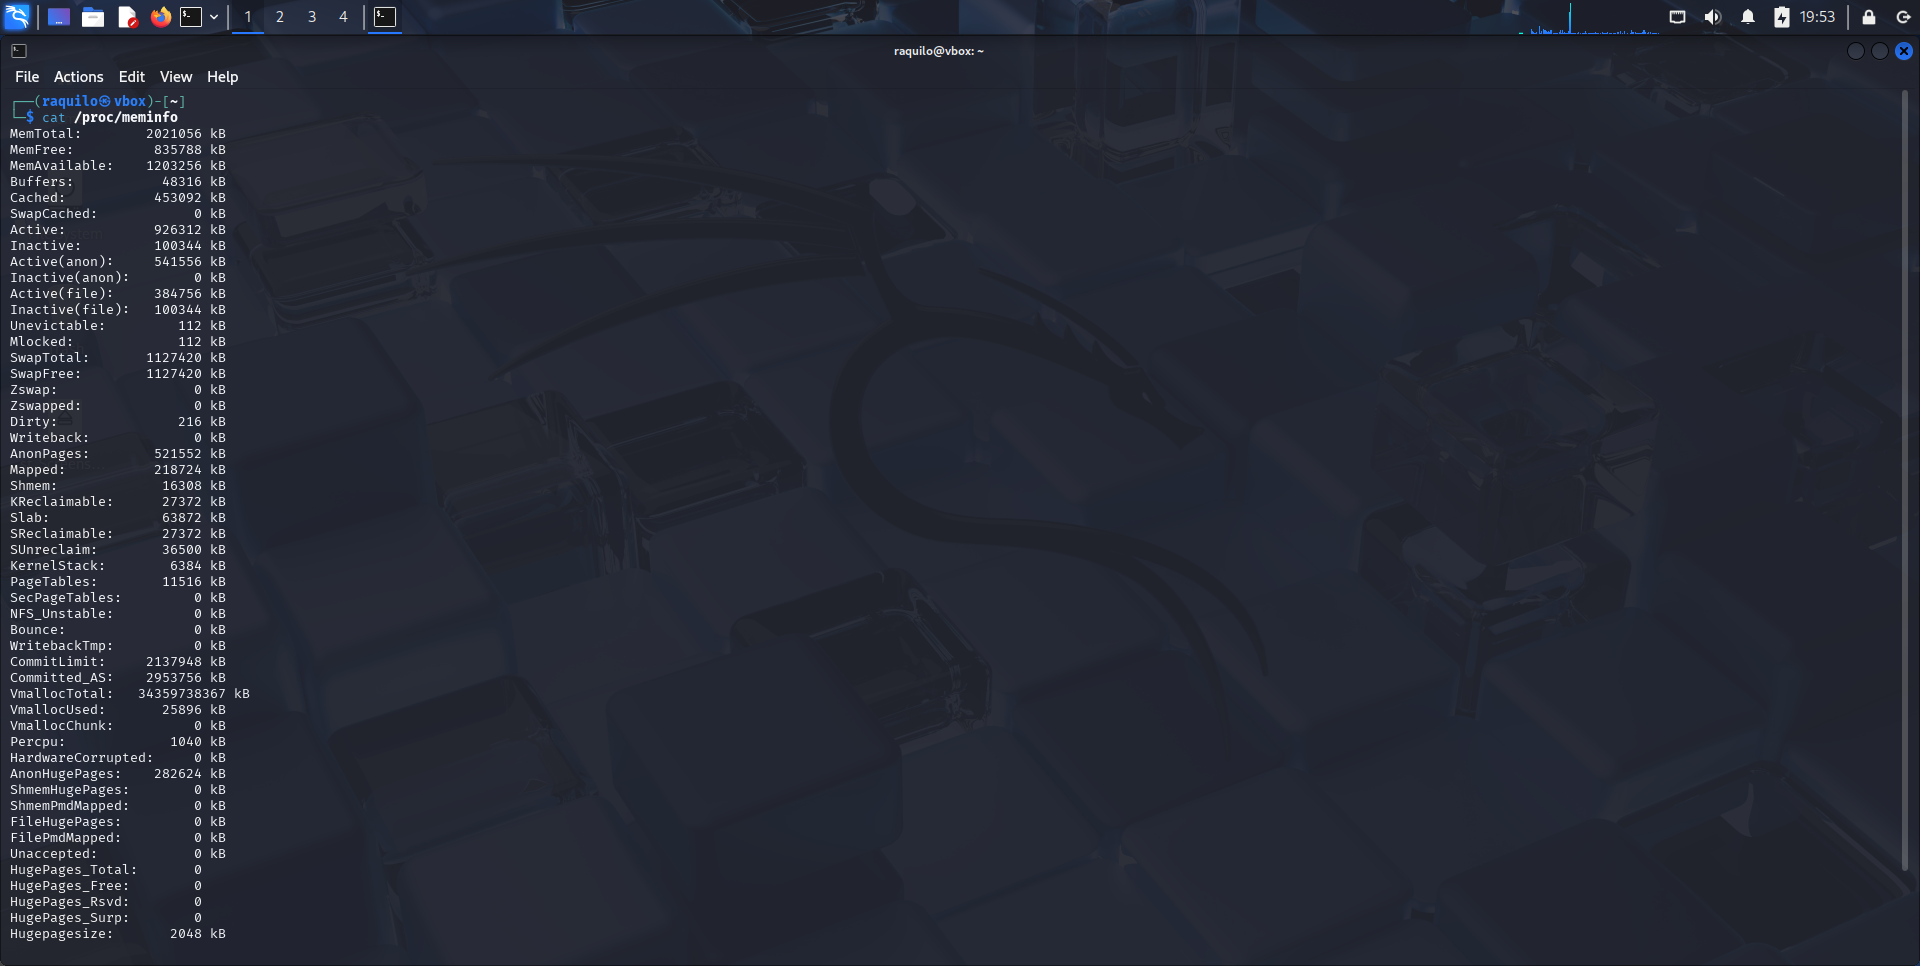 1 2 3 4 19:53
raquilo@vbox: ~
File Actions Edit View Help
┌──(raquilo㉿vbox)-[~]
└─$ cat /proc/meminfo
MemTotal:        2021056 kB
MemFree:          835788 kB
MemAvailable:    1203256 kB
Buffers:           48316 kB
Cached:           453092 kB
SwapCached:            0 kB
Active:           926312 kB
Inactive:         100344 kB
Active(anon):     541556 kB
Inactive(anon):        0 kB
Active(file):     384756 kB
Inactive(file):   100344 kB
Unevictable:         112 kB
Mlocked:             112 kB
SwapTotal:       1127420 kB
SwapFree:        1127420 kB
Zswap:                 0 kB
Zswapped:              0 kB
Dirty:               216 kB
Writeback:             0 kB
AnonPages:        521552 kB
Mapped:           218724 kB
Shmem:             16308 kB
KReclaimable:      27372 kB
Slab:              63872 kB
SReclaimable:      27372 kB
SUnreclaim:        36500 kB
KernelStack:        6384 kB
PageTables:        11516 kB
SecPageTables:         0 kB
NFS_Unstable:          0 kB
Bounce:                0 kB
WritebackTmp:          0 kB
CommitLimit:     2137948 kB
Committed_AS:    2953756 kB
VmallocTotal:   34359738367 kB
VmallocUsed:       25896 kB
VmallocChunk:          0 kB
Percpu:             1040 kB
HardwareCorrupted:     0 kB
AnonHugePages:    282624 kB
ShmemHugePages:        0 kB
ShmemPmdMapped:        0 kB
FileHugePages:         0 kB
FilePmdMapped:         0 kB
Unaccepted:            0 kB
HugePages_Total:       0
HugePages_Free:        0
HugePages_Rsvd:        0
HugePages_Surp:        0
Hugepagesize:       2048 kB